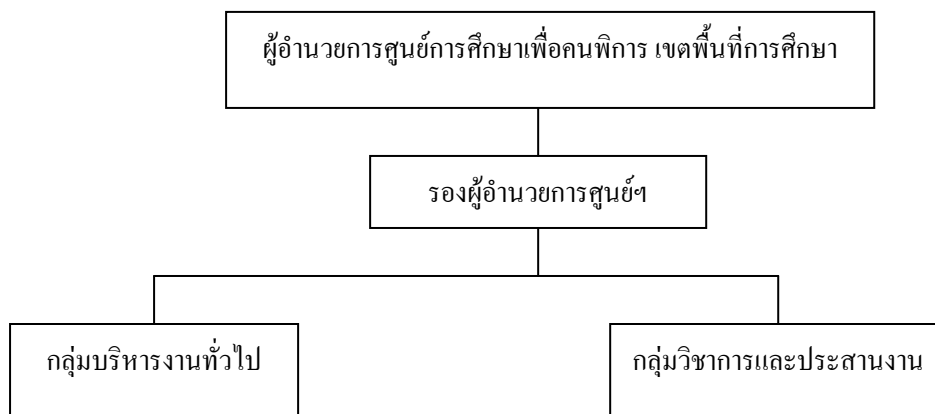 ผู้อำนวยการศูนย์การศึกษาเพื่อคนพิการ เขตพื้นที่การศึกษา
รองผู้อำนวยการศูนย์ฯ
กลุ่มบริหารงานทั่วไป
กลุ่มวิชาการและประสานงาน